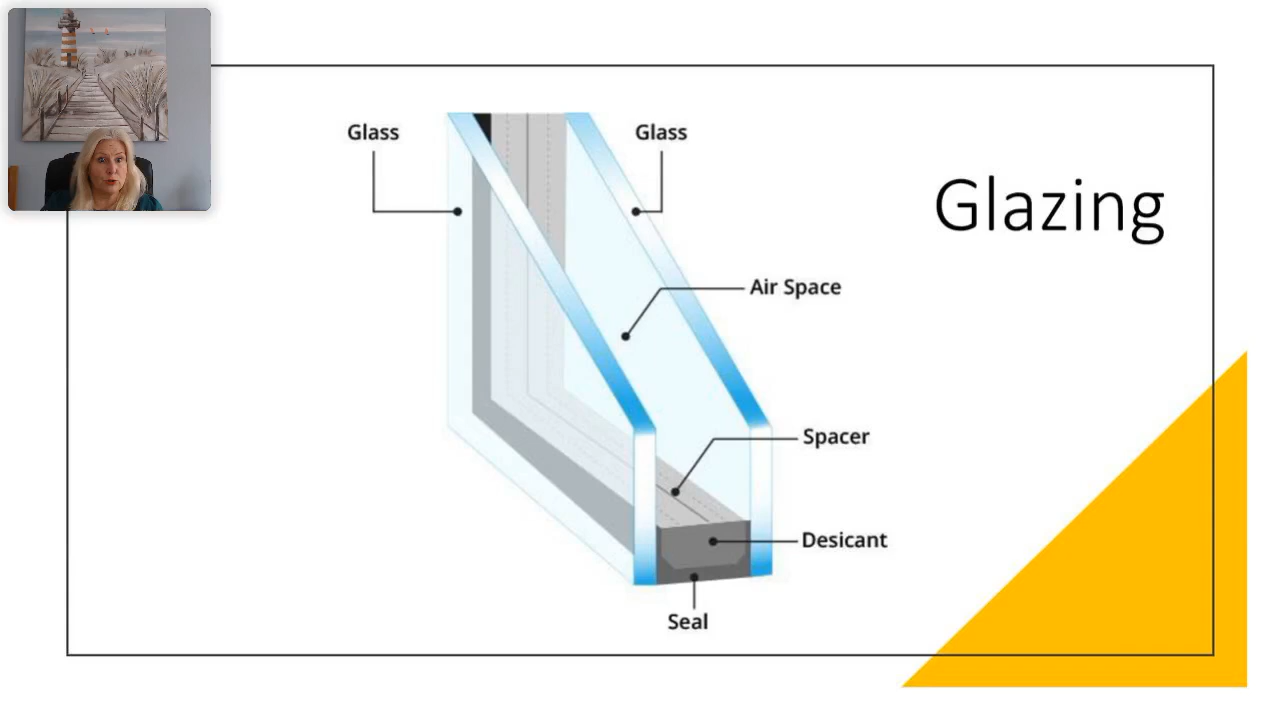 Glass
Glass
Glazing
Air Space
Spacer
Desicant
Seal